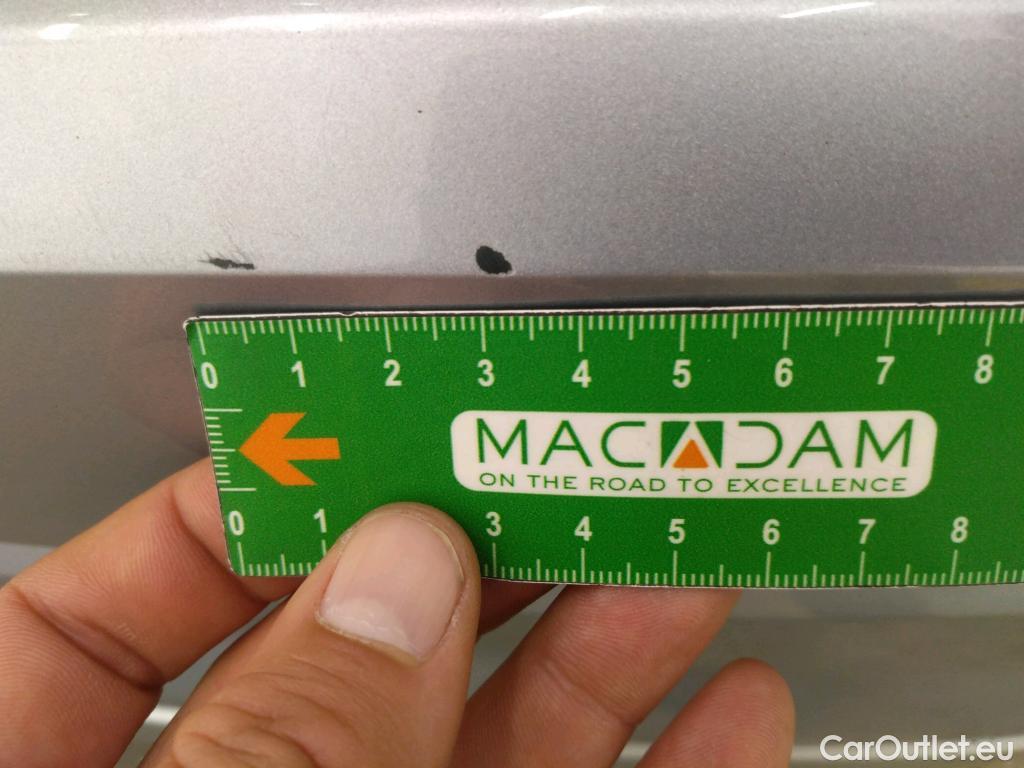 0 1 2 3 4 5 6 7 8
MACADAM
ON THE ROAD TO EXCELLENCE
0 1 3 4 5 6 7 8
CarOutlet.eu